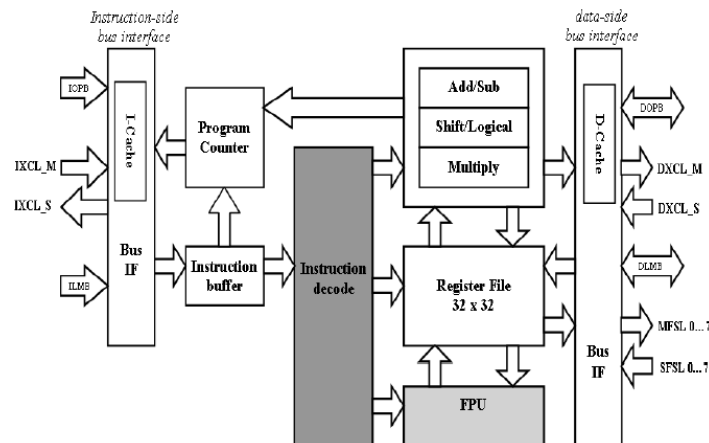 Instruction-side
bus interface
data-side
bus interface
IOPB
I-Cache
IXCL_M
IXCL_S
Bus
IF
ILMB
Program
Counter
Instruction
buffer
Instruction
decode
Add/Sub
Shift/Logical
Multiply
Register File
32 x 32
FPU
D-Cache
Bus
IF
DOPB
DXCL_M
DXCL_S
DLMB
MFSL 0...7
SFSL 0...7